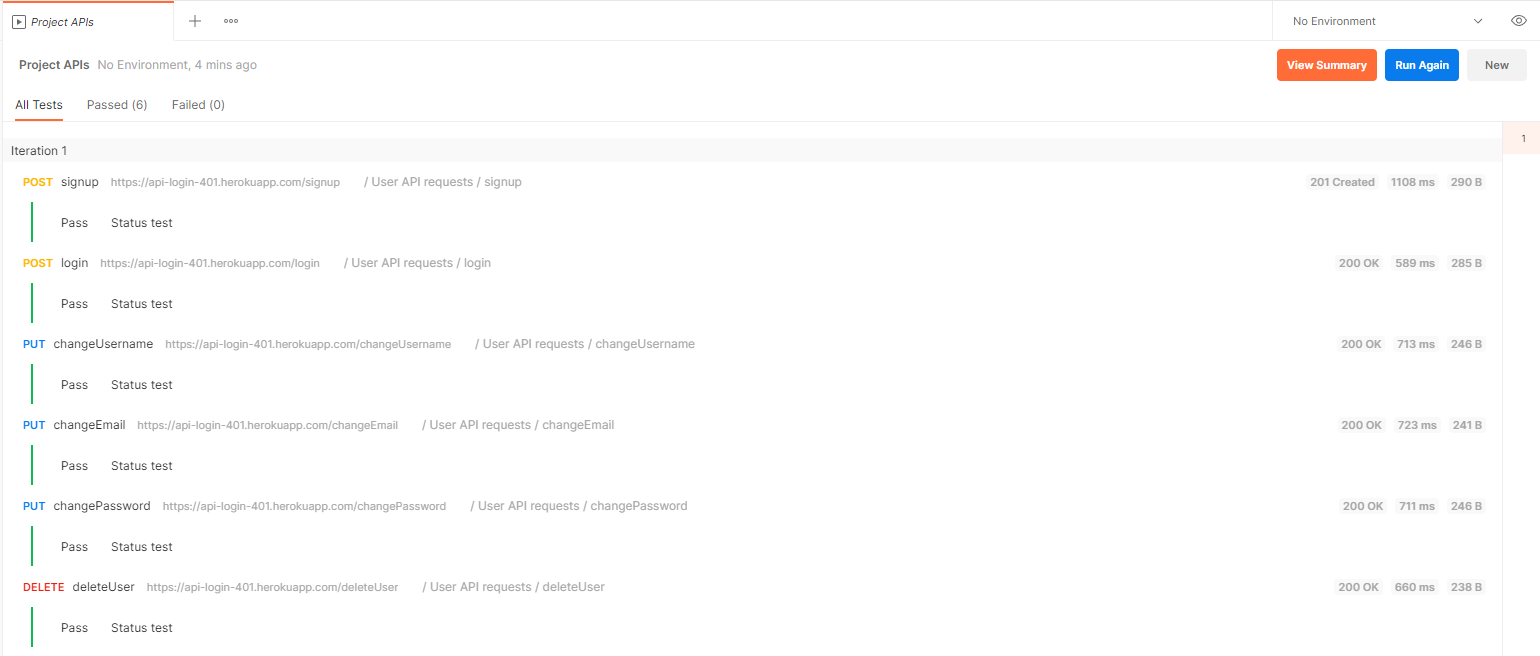 Project APIs
No Environment
Project APIs No Environment, 4 mins ago View Summary Run Again New
All Tests Passed (6) Failed (0)
1
Iteration 1
POST signup https://api-login-401.herokuapp.com/signup / User API requests / signup 201 Created 1108 ms 290 B
Pass Status test
POST login https://api-login-401.herokuapp.com/login / User API requests / login 200 OK 589 ms 285 B
Pass Status test
PUT changeUsername https://api-login-401.herokuapp.com/changeUsername / User API requests / changeUsername 200 OK 713 ms 246 B
Pass Status test
PUT changeEmail https://api-login-401.herokuapp.com/changeEmail / User API requests / changeEmail 200 OK 723 ms 241 B
Pass Status test
PUT changePassword https://api-login-401.herokuapp.com/changePassword / User API requests / changePassword 200 OK 711 ms 246 B
Pass Status test
DELETE deleteUser https://api-login-401.herokuapp.com/deleteUser / User API requests / deleteUser 200 OK 660 ms 238 B
Pass Status test